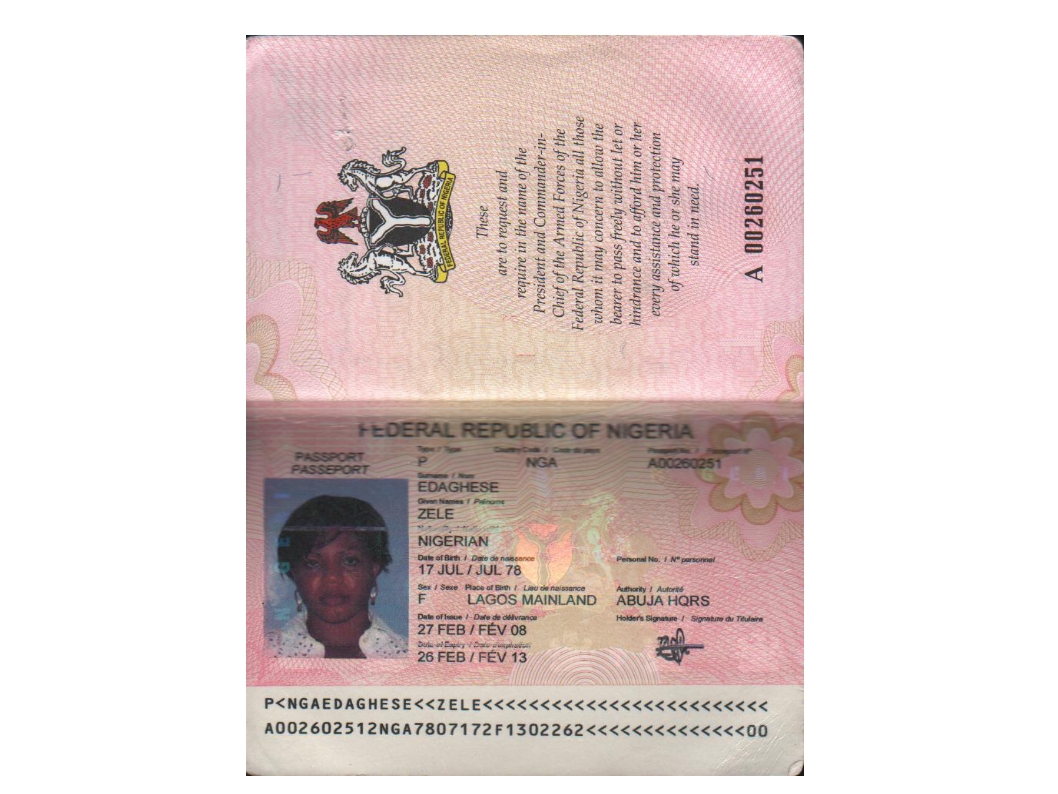 FEDERAL REPUBLIC OF NIGERIA
These
are to request and
require in the name of the
President and Commander-in-
Chief of the Armed Forces of the
Federal Republic of Nigeria all those
whom it may concern to allow the
bearer to pass freely without let or
hindrance and to afford him or her
every assistance and protection
of which he or she may
stand in need.
A 00260251
FEDERAL REPUBLIC OF NIGERIA
PASSPORT
PASSEPORT
Type / Type Country Code / Code du pays Passport No. / Passeport N°
P NGA A00260251
Surname / Nom
EDAGHESE
Given Names / Prénoms
ZELE
NIGERIAN
Date of Birth / Date de naissance Personal No. / N° personnel
17 JUL / JUL 78
Sex / Sexe Place of Birth / Lieu de naissance Authority / Autorité
F LAGOS MAINLAND ABUJA HQRS
Date of Issue / Date de délivrance Holder's Signature / Signature du Titulaire
27 FEB / FÉV 08
Date of Expiry / Date d'expiration
26 FEB / FÉV 13
P<NGAEDAGHESE<<ZELE<<<<<<<<<<<<<<<<<<<<<<<<<
A002602512NGA7807172F1302262<<<<<<<<<<<<<<00